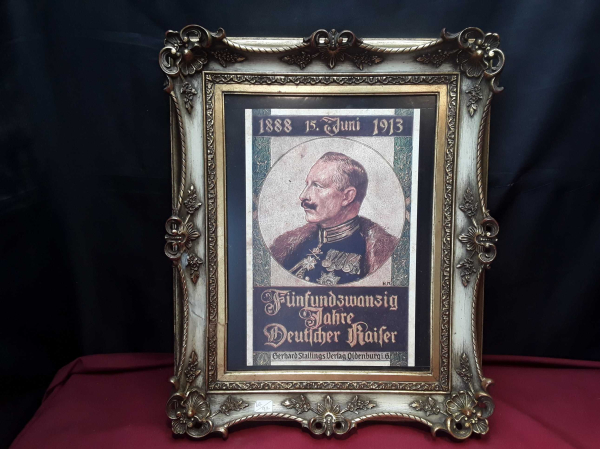 1888 15. Juni 1913
Fünfundzwanzig
Jahre
Deutscher Kaiser
Gerhard Stallings Verlag Oldenburg i. G.